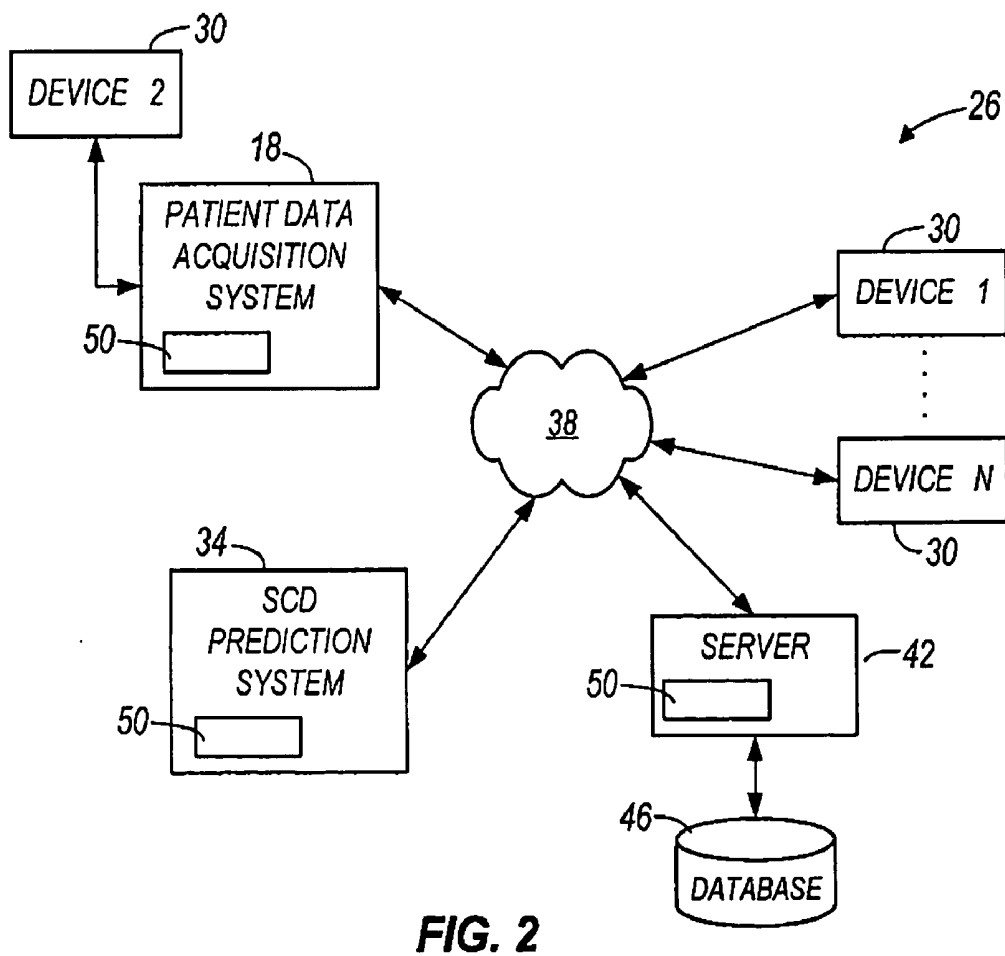 30
DEVICE 2
26
18
PATIENT DATA
ACQUISITION
SYSTEM
50
30
DEVICE 1
38
DEVICE N
30
34
SCD
PREDICTION
SYSTEM
50
SERVER
42
50
46
DATABASE
FIG. 2